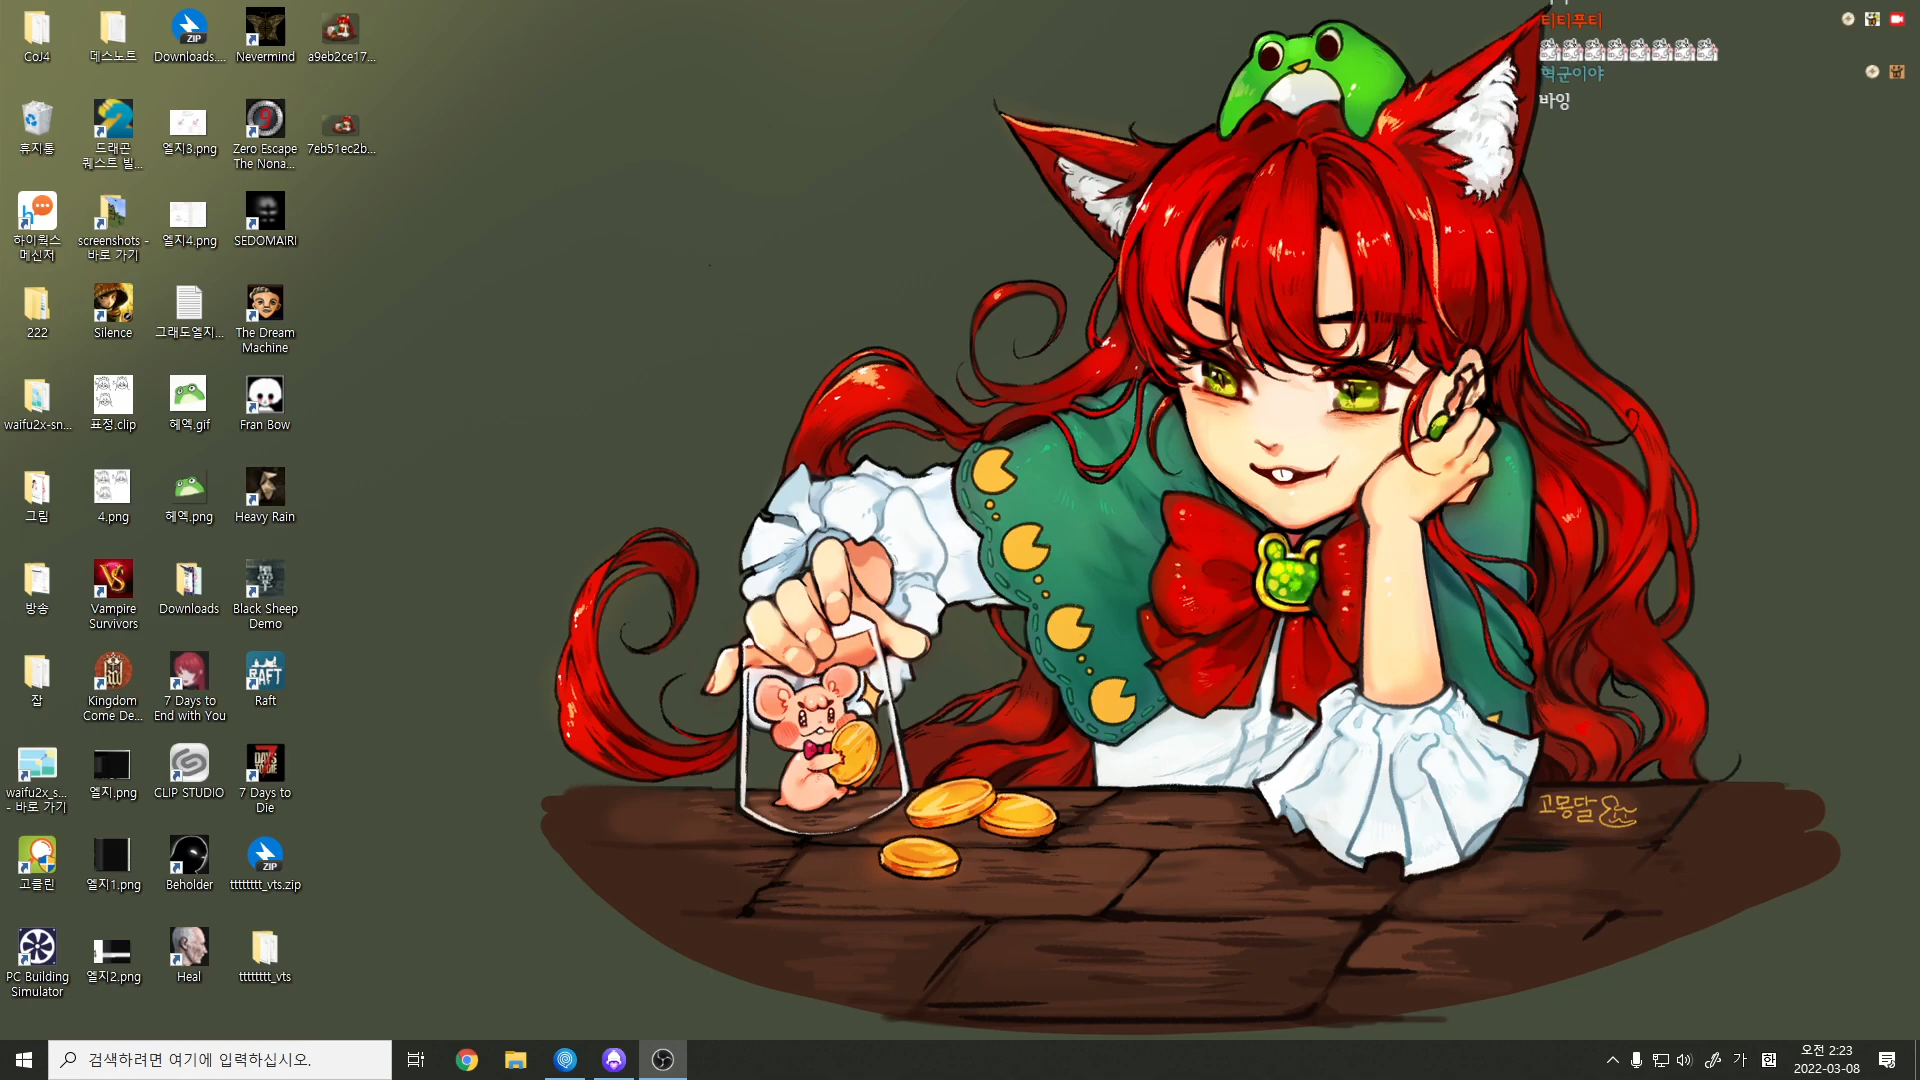 CoJ4
데스노트
Downloads....
Nevermind
a9eb2ce17...
휴지통
드래곤
퀘스트 빌...
엘지3.png
Zero Escape
The Nona...
7eb51ec2b...
하이웍스
메신저
screenshots -
바로 가기
엘지4.png
SEDOMAIRI
222
Silence
그래도엘지...
The Dream
Machine
waifu2x-sn...
표정.clip
헤엑.gif
Fran Bow
그림
4.png
헤엑.png
Heavy Rain
방송
Vampire
Survivors
Downloads
Black Sheep
Demo
잡
Kingdom
Come De...
7 Days to
End with You
RAFT
Raft
waifu2x_s...
- 바로 가기
엘지.png
CLIP STUDIO
7 Days to
Die
고클린
엘지1.png
Beholder
ZIP
tttttttt_vts.zip
PC Building
Simulator
엘지2.png
Heal
tttttttt_vts
티티푸티
혁군이야
바잉
고몽달
검색하려면 여기에 입력하십시오.
가
한
오전 2:23
2022-03-08